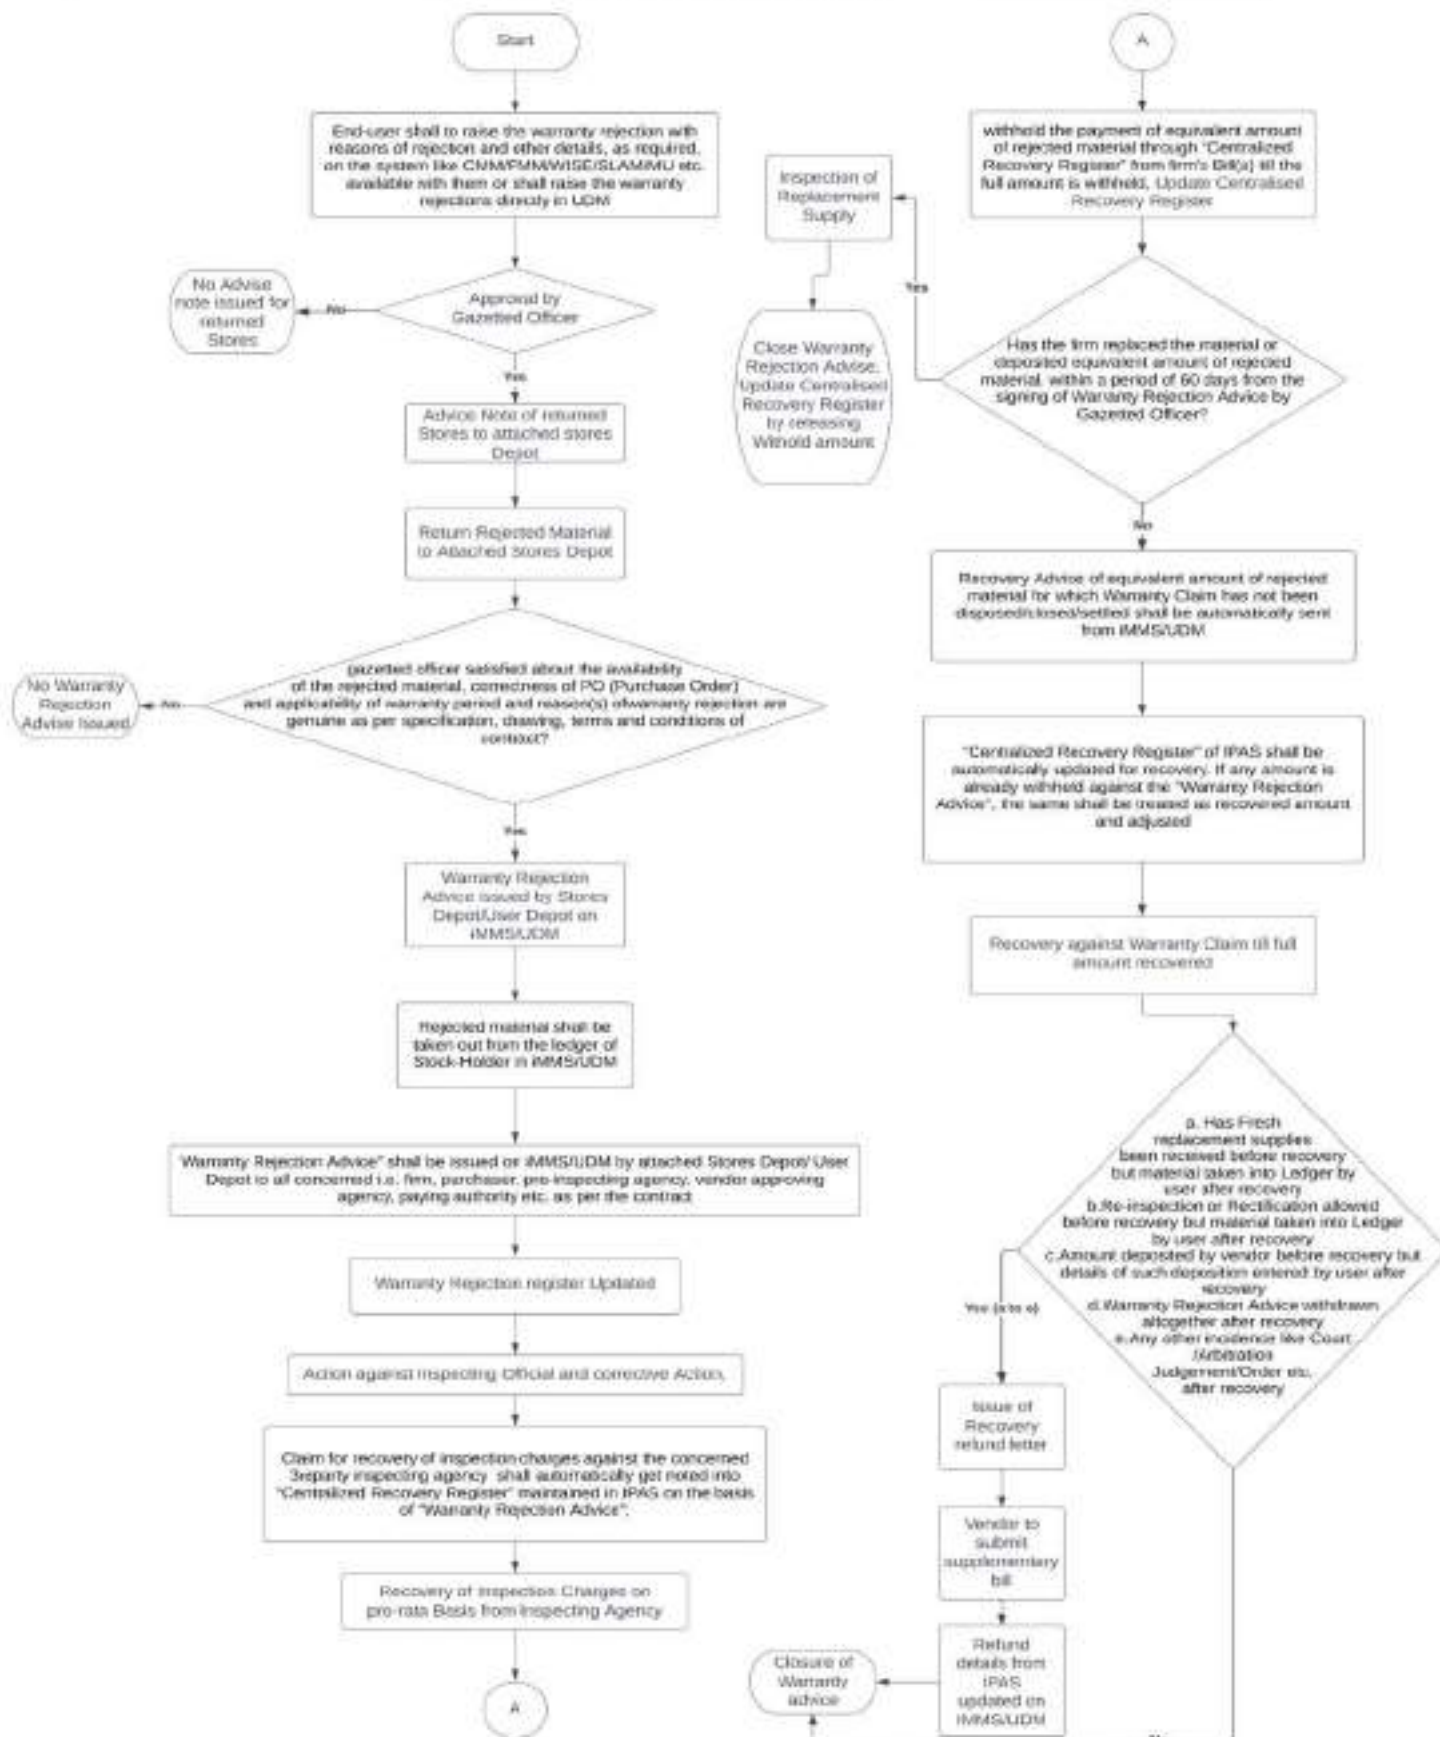 Start
End-user shall to raise the warranty rejection with
reasons of rejection and other details, as required,
on the system like CMM/FMM/WISE/SLAM/MU etc.
available with them or shall raise the warranty
rejections directly in UDM
Approval by
Gazetted Officer
No
No Advise
note issued for
returned
Stores
Yes
Advice Note of returned
Stores to attached stores
Depot
Return Rejected Material
to Attached Stores Depot
gazetted officer satisfied about the availability
of the rejected material, correctness of PO (Purchase Order)
and applicability of warranty period and reason(s) ofwarranty rejection are
genuine as per specification, drawing, terms and conditions of
contract?
No
No Warranty
Rejection
Advise Issued
Yes
Warranty Rejection
Advice issued by Stores
Depot/User Depot on
iMMS/UDM
Rejected material shall be
taken out from the ledger of
Stock-Holder in iMMS/UDM
Warranty Rejection Advice" shall be issued on iMMS/UDM by attached Stores Depot/ User
Depot to all concerned i.e. firm, purchaser, pre-inspecting agency, vendor approving
agency, paying authority etc. as per the contract
Warranty Rejection register Updated
Action against Inspecting Official and corrective Action.
Claim for recovery of inspection charges against the concerned
3reparty inspecting agency shall automatically get noted into
"Centralized Recovery Register" maintained in IPAS on the basis
of "Warranty Rejection Advice".
Recovery of Inspection Charges on
pro-rata Basis from Inspecting Agency
A
A
withhold the payment of equivalent amount
of rejected material through "Centralized
Recovery Register" from firm's Bill(s) till the
full amount is withheld, Update Centralised
Recovery Register
Has the firm replaced the material or
deposited equivalent amount of rejected
material, within a period of 60 days from the
signing of Warranty Rejection Advice by
Gazetted Officer?
Yes
Inspection of
Replacement
Supply
Close Warranty
Rejection Advise.
Update Centralised
Recovery Register
by releasing
Withold amount
No
Recovery Advice of equivalent amount of rejected
material for which Warranty Claim has not been
disposed/closed/settled shall be automatically sent
from iMMS/UDM
"Centralized Recovery Register" of IPAS shall be
automatically updated for recovery. If any amount is
already withheld against the "Warranty Rejection
Advice", the same shall be treated as recovered amount
and adjusted
Recovery against Warranty Claim till full
amount recovered
a. Has Fresh
replacement supplies
been received before recovery
but material taken into Ledger by
user after recovery
b.Re-inspection or Rectification allowed
before recovery but material taken into Ledger
by user after recovery
c.Amount deposited by vendor before recovery but
details of such deposition entered by user after
recovery
d.Warranty Rejection Advice withdrawn
altogether after recovery
e.Any other incidence like Court
/Arbitration
Judgement/Order etc.
after recovery
Yes (a to e)
Issue of
Recovery
refund letter
Vendor to
submit
supplementary
bill
Refund
details from
IPAS
updated on
iMMS/UDM
Closure of
Warranty
advice